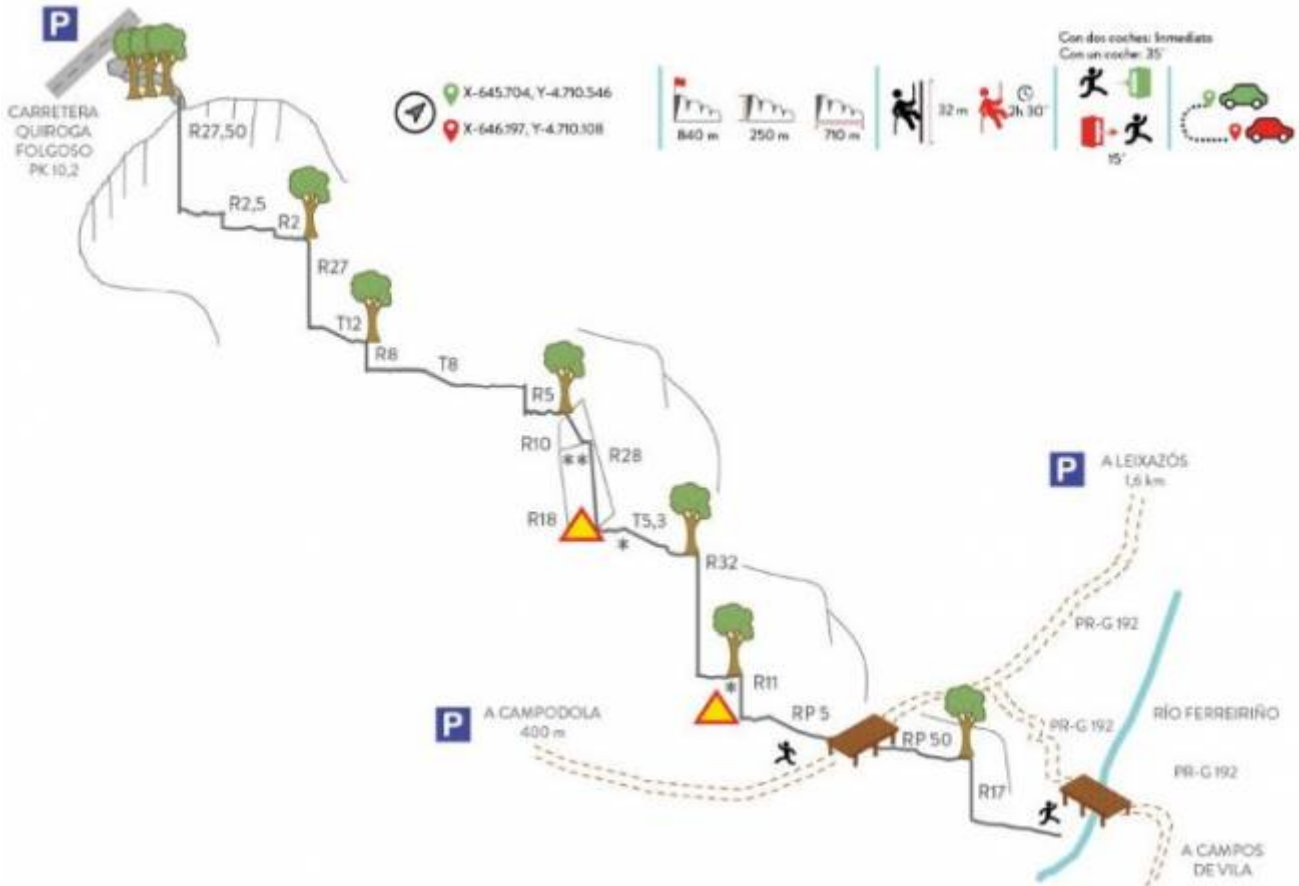 P
CARRETERA
QUIROGA
FOLGOSO
PK 10,2
X-645.704, Y-4.710.546
X-646.197, Y-4.710.108
840 m
250 m
710 m
32 m
2h 30''
Con dos coches: Inmediato
Con un coche: 35'
15'
R27,50
R2,5
R2
R27
T12
R8
T8
R5
R10
**
R28
R18
T5,3
*
R32
*
R11
RP 5
RP 50
R17
P
A LEIXAZÓS
1,6 km
PR-G 192
P
A CAMPODOLA
400 m
PR-G 192
RÍO FERREIRIÑO
PR-G 192
A CAMPOS
DE VILA